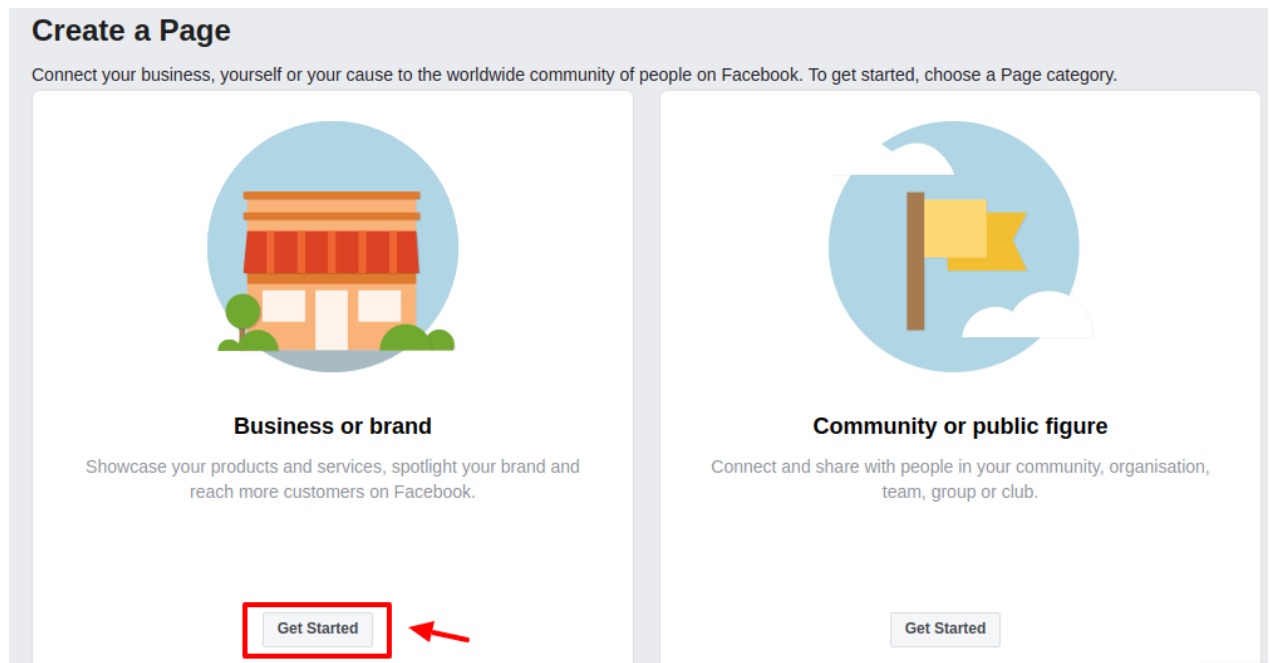 Create a Page
Connect your business, yourself or your cause to the worldwide community of people on Facebook. To get started, choose a Page category.
Business or brand
Showcase your products and services, spotlight your brand and
reach more customers on Facebook.
Get Started
Community or public figure
Connect and share with people in your community, organisation,
team, group or club.
Get Started